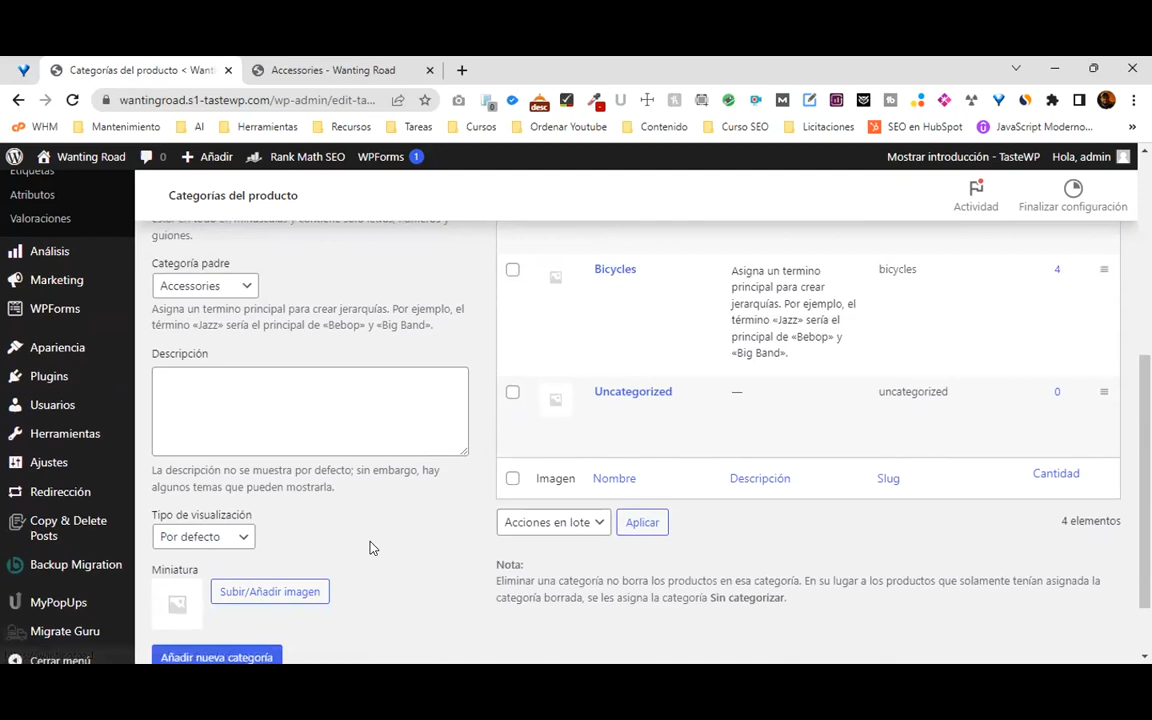 Categorías del producto < Want
Accessories - Wanting Road
wantingroad.s1-tastewp.com/wp-admin/edit-ta...
WHM
Mantenimiento
AI
Herramientas
Recursos
Tareas
Cursos
Ordenar Youtube
Contenido
Curso SEO
Licitaciones
SEO en HubSpot
JavaScript Moderno...
Wanting Road
0
Añadir
Rank Math SEO
WPForms 1
Mostrar introducción - TasteWP
Hola, admin
Etiquetas
Atributos
Valoraciones
Análisis
Marketing
WPForms
Apariencia
Plugins
Usuarios
Herramientas
Ajustes
Redirección
Copy & Delete
Posts
Backup Migration
MyPopUps
Migrate Guru
Cerrar menú
Categorías del producto
Actividad
Finalizar configuración
guiones.
Categoría padre
Accessories
Asigna un termino principal para crear jerarquías. Por ejemplo, el
término «Jazz» sería el principal de «Bebop» y «Big Band».
Descripción
La descripción no se muestra por defecto; sin embargo, hay
algunos temas que pueden mostrarla.
Tipo de visualización
Por defecto
Miniatura
Subir/Añadir imagen
Añadir nueva categoría
Bicycles
Asigna un termino
principal para crear
jerarquías. Por ejemplo, el
término «Jazz» sería el
principal de «Bebop» y
«Big Band».
bicycles
4
Uncategorized
—
uncategorized
0
Imagen
Nombre
Descripción
Slug
Cantidad
Acciones en lote
Aplicar
4 elementos
Nota:
Eliminar una categoría no borra los productos en esa categoría. En su lugar a los productos que solamente tenían asignada la
categoría borrada, se les asigna la categoría Sin categorizar.